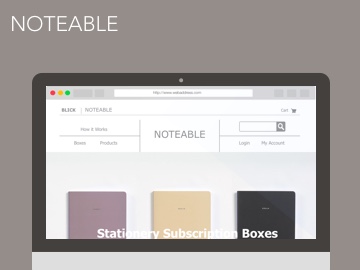 NOTEABLE
http://www.webaddress.com
BLICK | NOTEABLE
Cart
How it Works
NOTEABLE
Boxes Products
Login My Account
Stationery Subscription Boxes